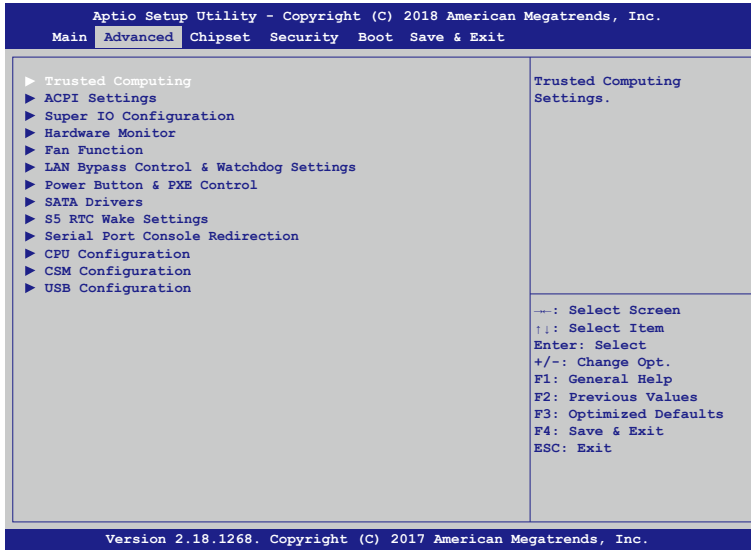 Aptio Setup Utility - Copyright (C) 2018 American Megatrends, Inc.
Main Advanced Chipset Security Boot Save & Exit
▶ Trusted Computing
▶ ACPI Settings
▶ Super IO Configuration
▶ Hardware Monitor
▶ Fan Function
▶ LAN Bypass Control & Watchdog Settings
▶ Power Button & PXE Control
▶ SATA Drivers
▶ S5 RTC Wake Settings
▶ Serial Port Console Redirection
▶ CPU Configuration
▶ CSM Configuration
▶ USB Configuration
Trusted Computing
Settings.
→←: Select Screen
↑↓: Select Item
Enter: Select
+/-: Change Opt.
F1: General Help
F2: Previous Values
F3: Optimized Defaults
F4: Save & Exit
ESC: Exit
Version 2.18.1268. Copyright (C) 2017 American Megatrends, Inc.